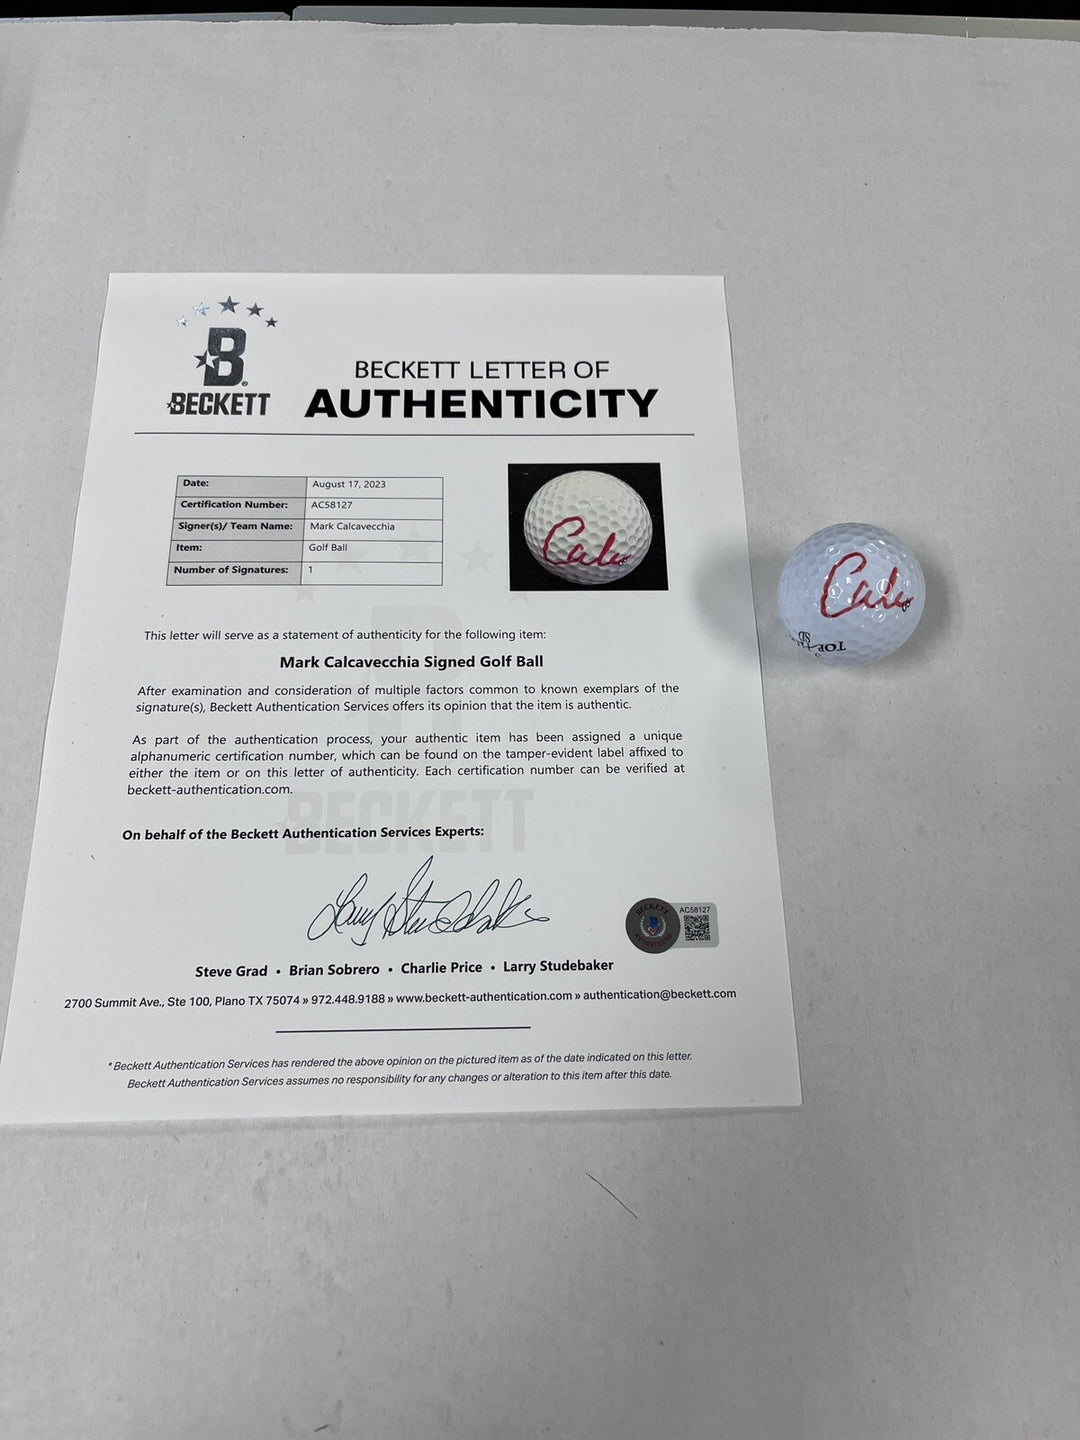 BECKETT
BECKETT LETTER OF
AUTHENTICITY
Date: August 17, 2023
Certification Number: AC58127
Signer(s)/ Team Name: Mark Calcavecchia
Item: Golf Ball
Number of Signatures: 1
Calc
This letter will serve as a statement of authenticity for the following item:
Mark Calcavecchia Signed Golf Ball
After examination and consideration of multiple factors common to known exemplars of the
signature(s), Beckett Authentication Services offers its opinion that the item is authentic.
As part of the authentication process, your authentic item has been assigned a unique
alphanumeric certification number, which can be found on the tamper-evident label affixed to
either the item or on this letter of authenticity. Each certification number can be verified at
beckett-authentication.com.
BECKETT
On behalf of the Beckett Authentication Services Experts:
Larry Studebaker
BECKETT
AUTHENTICATED
AC58127
Steve Grad • Brian Sobrero • Charlie Price • Larry Studebaker
2700 Summit Ave., Ste 100, Plano TX 75074 » 972.448.9188 » www.beckett-authentication.com » authentication@beckett.com
* Beckett Authentication Services has rendered the above opinion on the pictured item as of the date indicated on this letter.
Beckett Authentication Services assumes no responsibility for any changes or alteration to this item after this date.
Calc
TOP